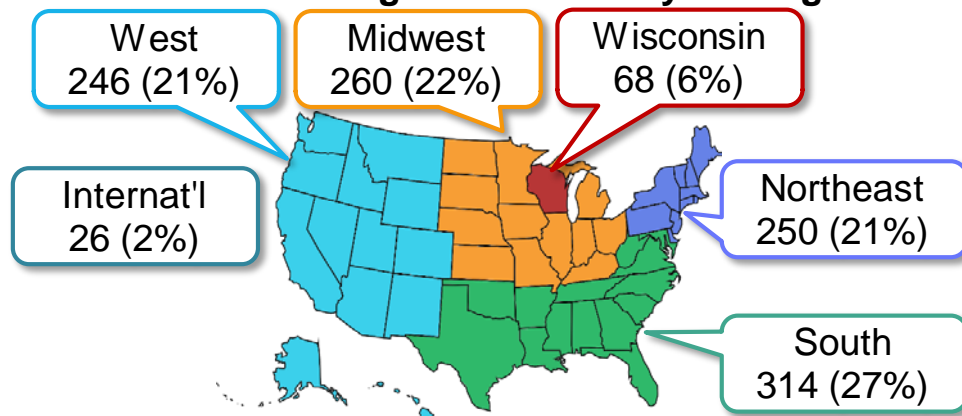 West
246 (21%)
Midwest
260 (22%)
Wisconsin
68 (6%)
Internat'l
26 (2%)
Northeast
250 (21%)
South
314 (27%)